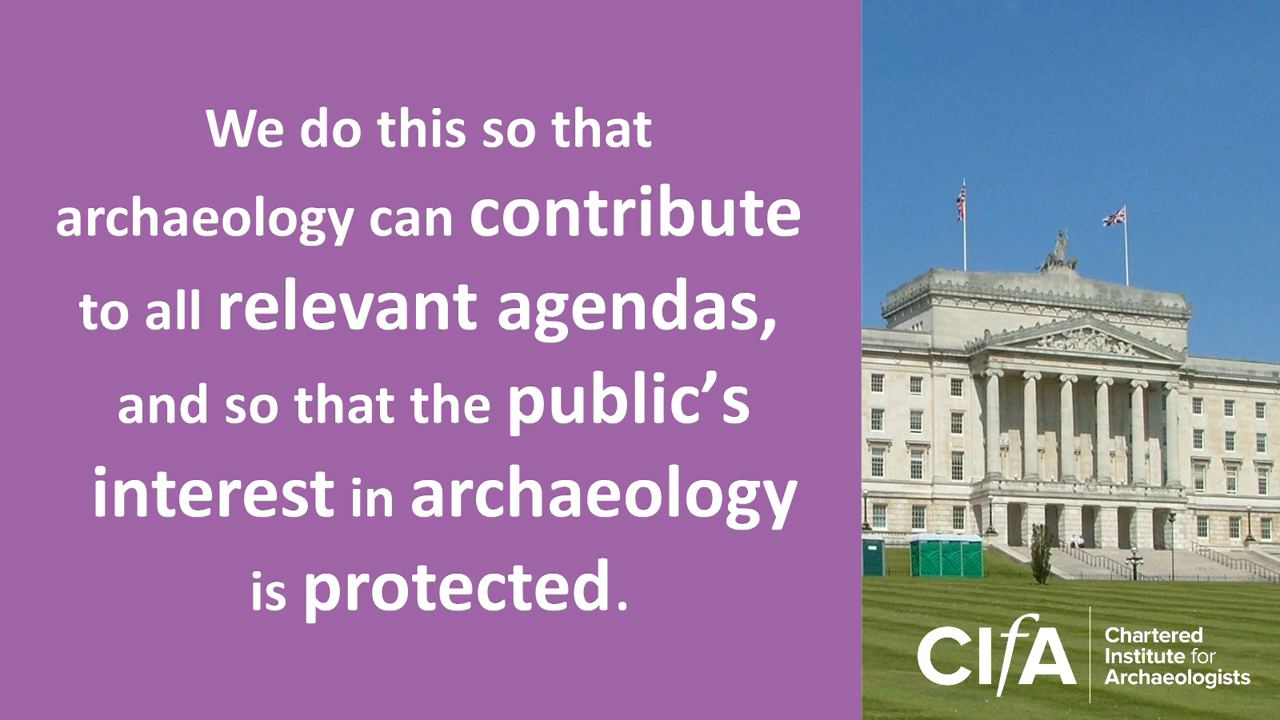 We do this so that
archaeology can contribute
to all relevant agendas,
and so that the public’s
interest in archaeology
is protected.
CIfA
Chartered
Institute for
Archaeologists